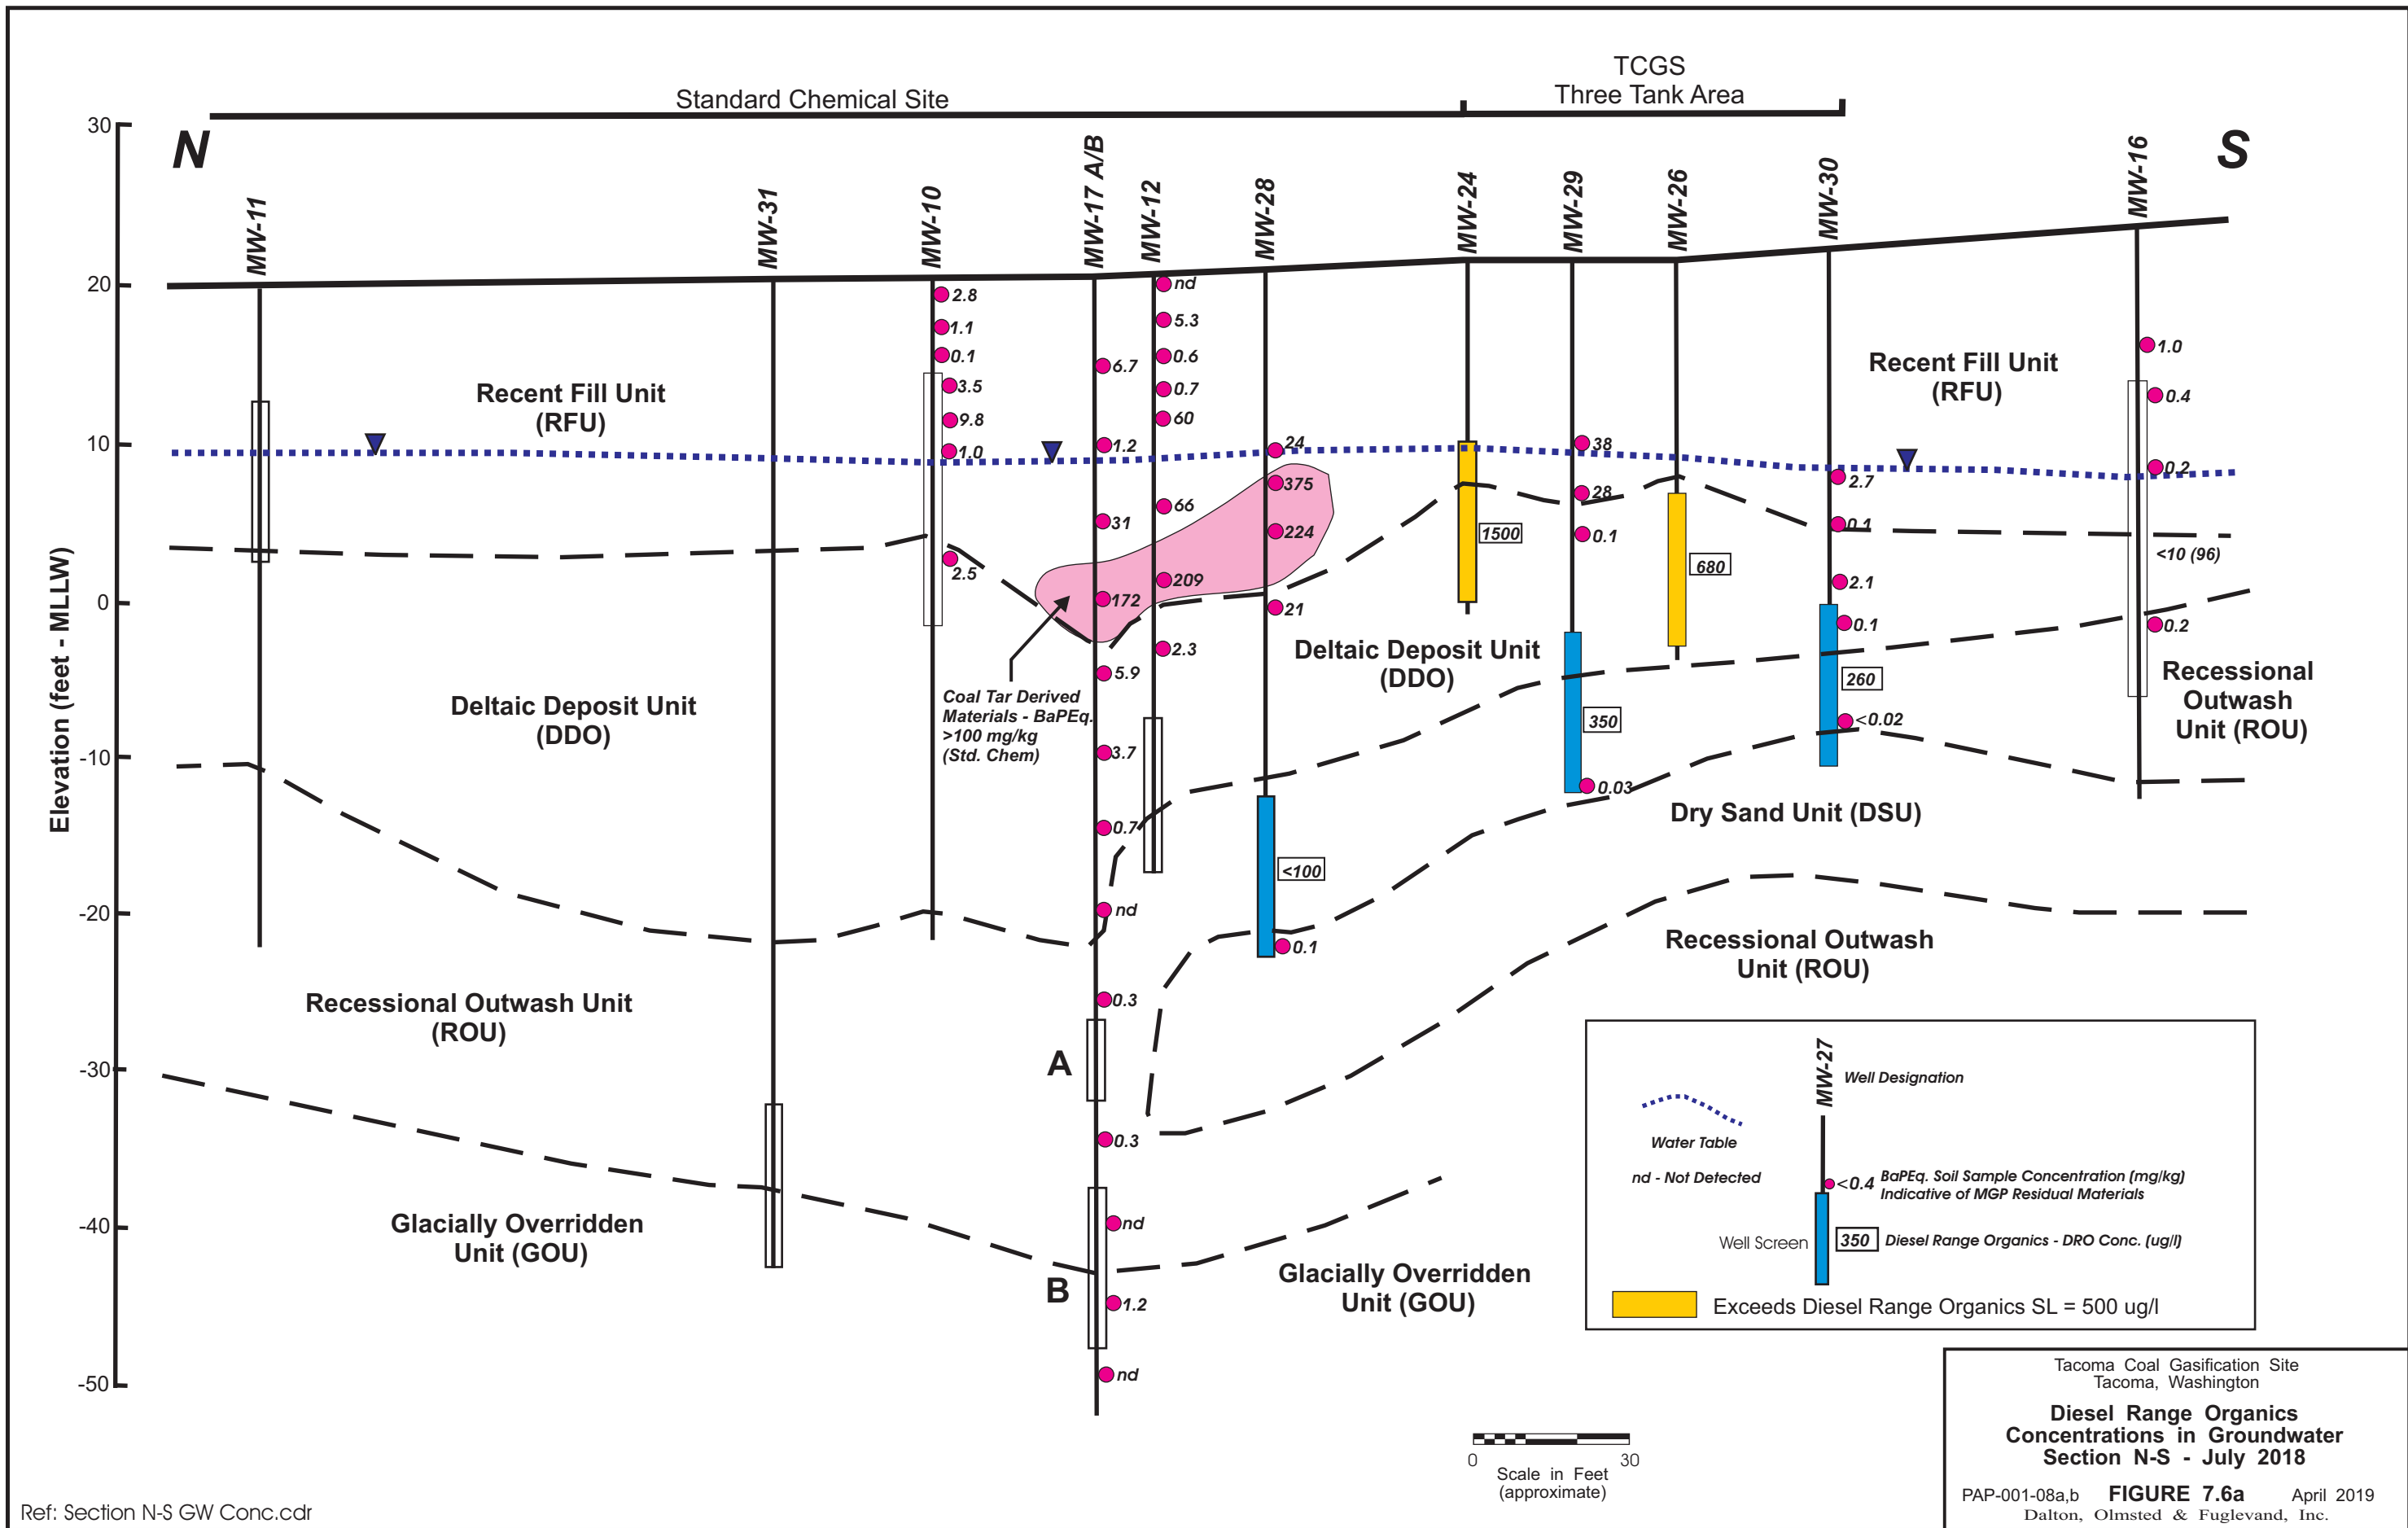 TCGS
Standard Chemical Site
Three Tank Area
N
S
MW-11
MW-31
MW-10
MW-17 A/B
MW-12
MW-28
MW-24
MW-29
MW-26
MW-30
MW-16
Elevation (feet - MLLW)
30
20
10
0
-10
-20
-30
-40
-50
2.8
1.1
0.1
3.5
9.8
1.0
2.5
6.7
1.2
31
172
5.9
3.7
0.7
nd
0.3
0.3
nd
1.2
nd
nd
5.3
0.6
0.7
60
66
209
2.3
24
375
224
21
<100
0.1
1500
38
28
0.1
350
0.03
680
2.7
0.1
2.1
0.1
260
<0.02
1.0
0.4
0.2
<10 (96)
0.2
Recent Fill Unit
(RFU)
Recent Fill Unit
(RFU)
Deltaic Deposit Unit
(DDO)
Deltaic Deposit Unit
(DDO)
Coal Tar Derived
Materials - BaPEq.
>100 mg/kg
(Std. Chem)
Recessional
Outwash
Unit (ROU)
Dry Sand Unit (DSU)
Recessional Outwash Unit
(ROU)
Recessional Outwash
Unit (ROU)
A
B
Glacially Overridden
Unit (GOU)
Glacially Overridden
Unit (GOU)
MW-27
Well Designation
Water Table
nd - Not Detected
<0.4
BaPEq. Soil Sample Concentration (mg/kg)
Indicative of MGP Residual Materials
Well Screen
350
Diesel Range Organics - DRO Conc. (ug/l)
Exceeds Diesel Range Organics SL = 500 ug/l
0 30
Scale in Feet
(approximate)
Tacoma Coal Gasification Site
Tacoma, Washington
Diesel Range Organics
Concentrations in Groundwater
Section N-S - July 2018
PAP-001-08a,b FIGURE 7.6a April 2019
Dalton, Olmsted & Fuglevand, Inc.
Ref: Section N-S GW Conc.cdr